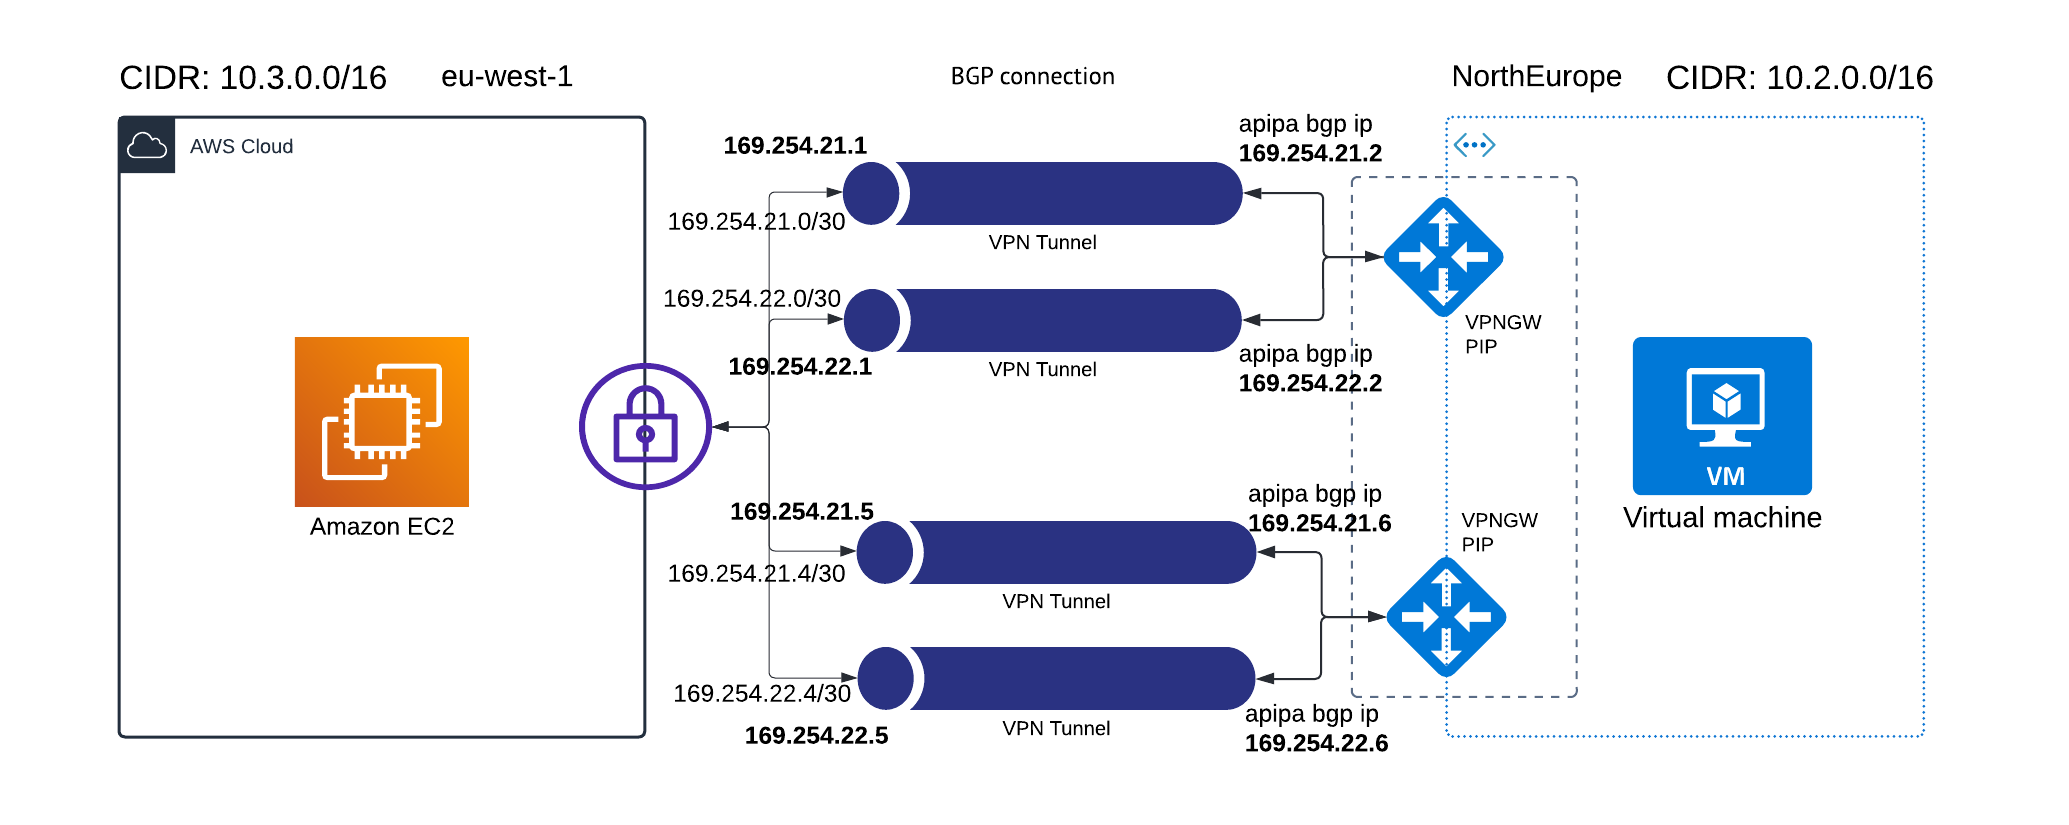 CIDR: 10.3.0.0/16
eu-west-1
BGP connection
NorthEurope
CIDR: 10.2.0.0/16
AWS Cloud
169.254.21.1
apipa bgp ip
169.254.21.2
169.254.21.0/30
VPN Tunnel
169.254.22.0/30
169.254.22.1
VPN Tunnel
apipa bgp ip
169.254.22.2
VPNGW
PIP
Amazon EC2
VM
Virtual machine
169.254.21.5
apipa bgp ip
169.254.21.6
VPNGW
PIP
169.254.21.4/30
VPN Tunnel
169.254.22.4/30
169.254.22.5
VPN Tunnel
apipa bgp ip
169.254.22.6